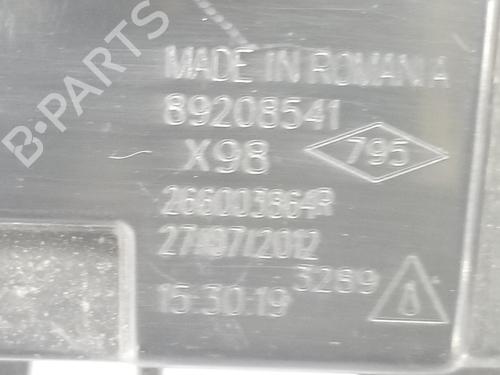 B-PARTS
MADE IN ROMANIA
89208541
X98 795
266003864R
27/07/2012
15:30:19 3289